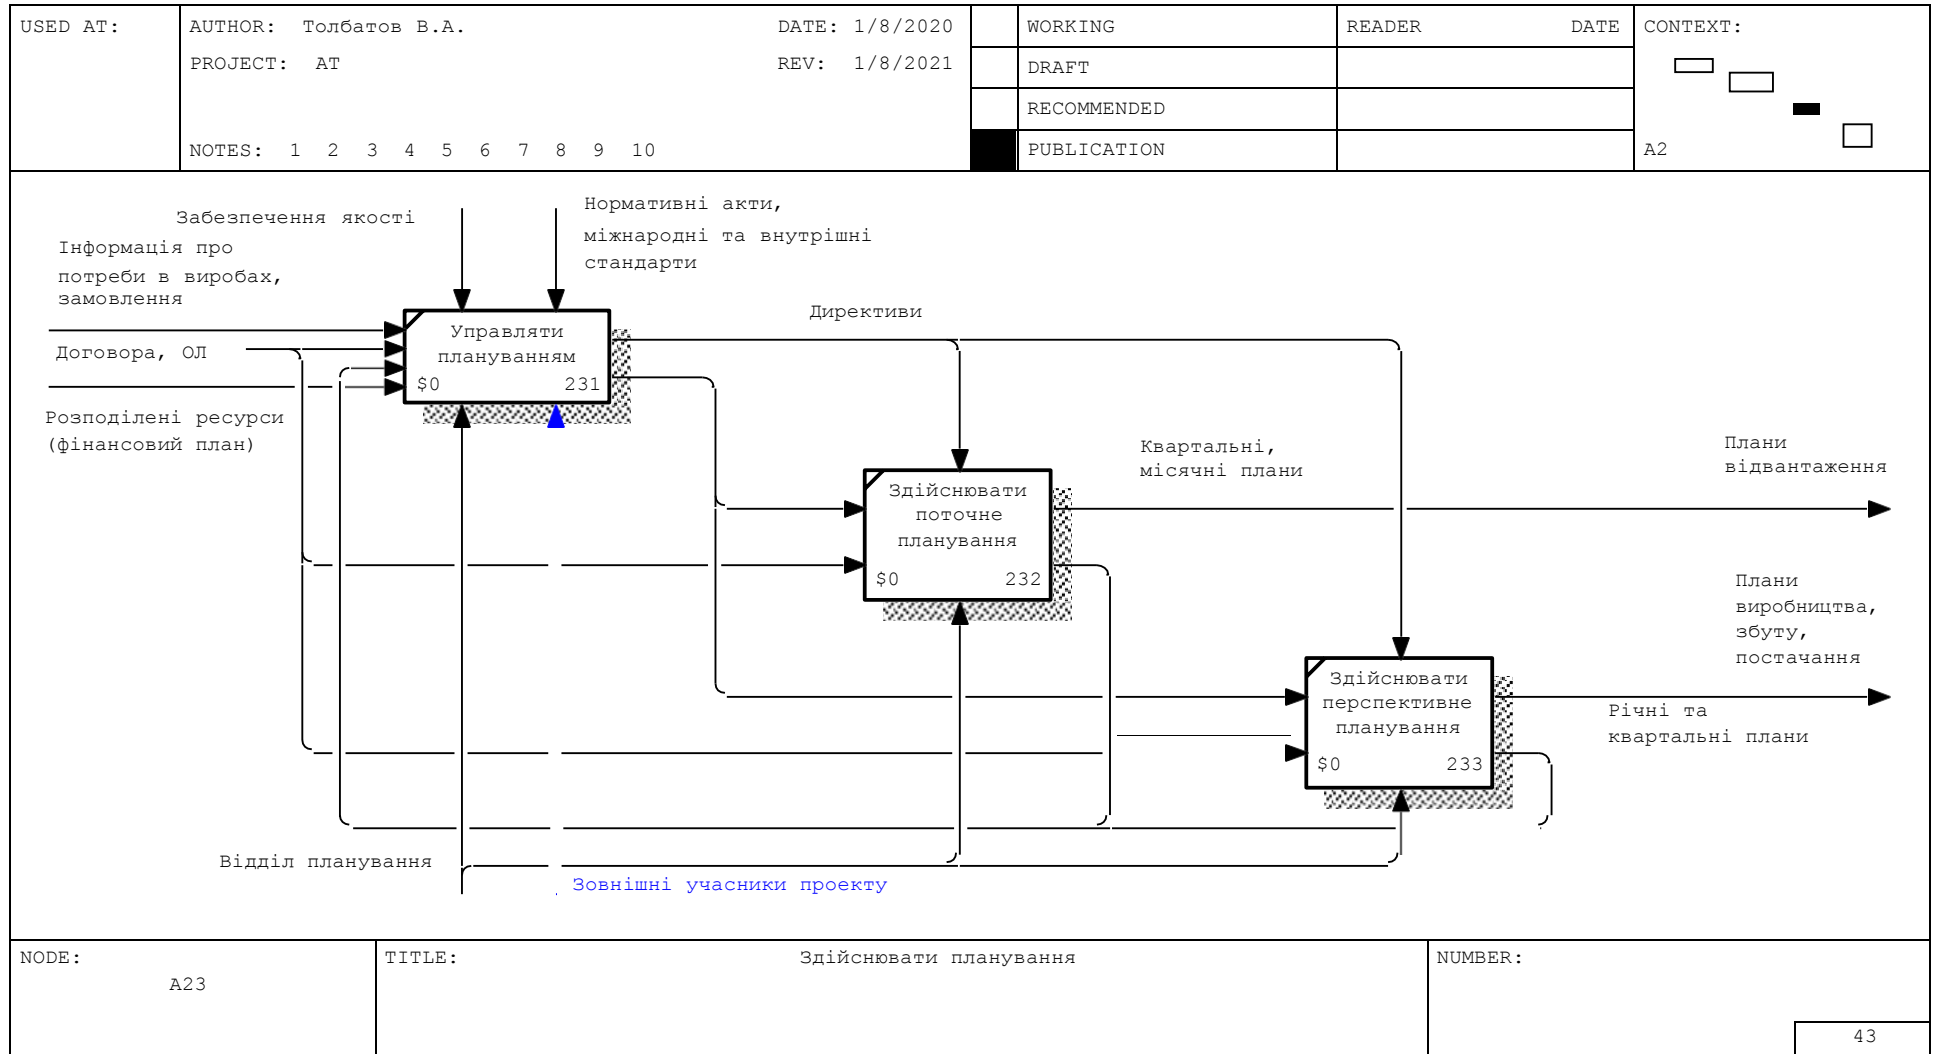 USED AT:
AUTHOR: Толбатов В.А.
DATE: 1/8/2020
PROJECT: AT
REV: 1/8/2021
NOTES: 1 2 3 4 5 6 7 8 9 10
WORKING
DRAFT
RECOMMENDED
PUBLICATION
READER DATE
CONTEXT:
A2
Забезпечення якості
Нормативні акти,
міжнародні та внутрішні
стандарти
Інформація про
потреби в виробах,
замовлення
Договора, ОЛ
Розподілені ресурси
(фінансовий план)
Управляти
плануванням
$0 231
Директиви
Здійснювати
поточне
планування
$0 232
Квартальні,
місячні плани
Плани
відвантаження
Плани
виробництва,
збуту,
постачання
Здійснювати
перспективне
планування
$0 233
Річні та
квартальні плани
Відділ планування
Зовнішні учасники проекту
NODE:
A23
TITLE:
Здійснювати планування
NUMBER:
43